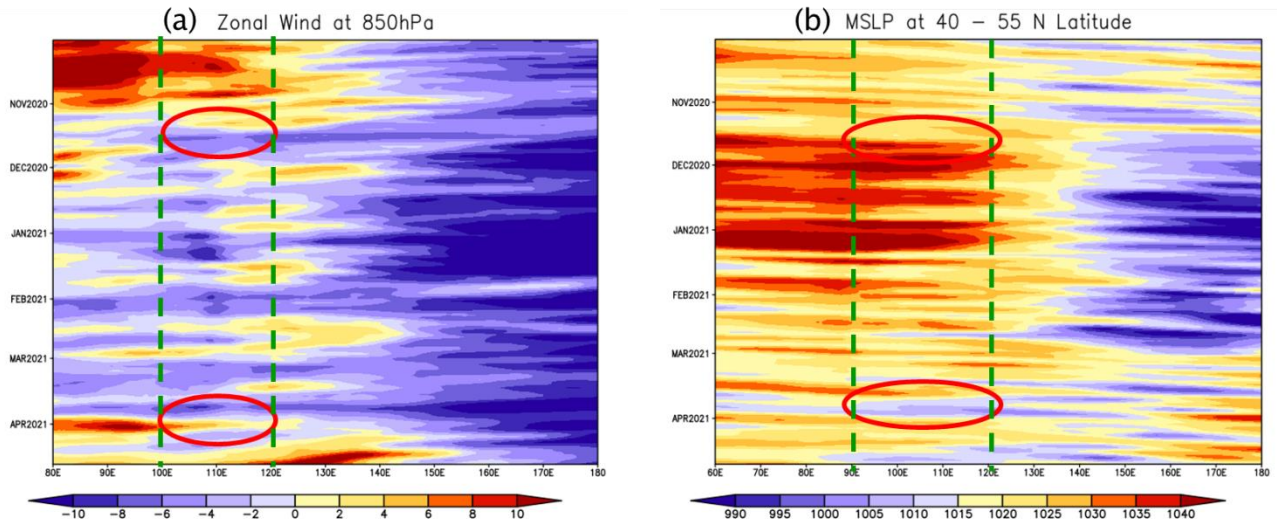 (a) Zonal Wind at 850hPa
NOV2020
DEC2020
JAN2021
FEB2021
MAR2021
APR2021
80E 90E 100E 110E 120E 130E 140E 150E 160E 170E 180
-10 -8 -6 -4 -2 0 2 4 6 8 10
(b) MSLP at 40 – 55 N Latitude
NOV2020
DEC2020
JAN2021
FEB2021
MAR2021
APR2021
60E 70E 80E 90E 100E 110E 120E 130E 140E 150E 160E 170E 180
990 995 1000 1005 1010 1015 1020 1025 1030 1035 1040